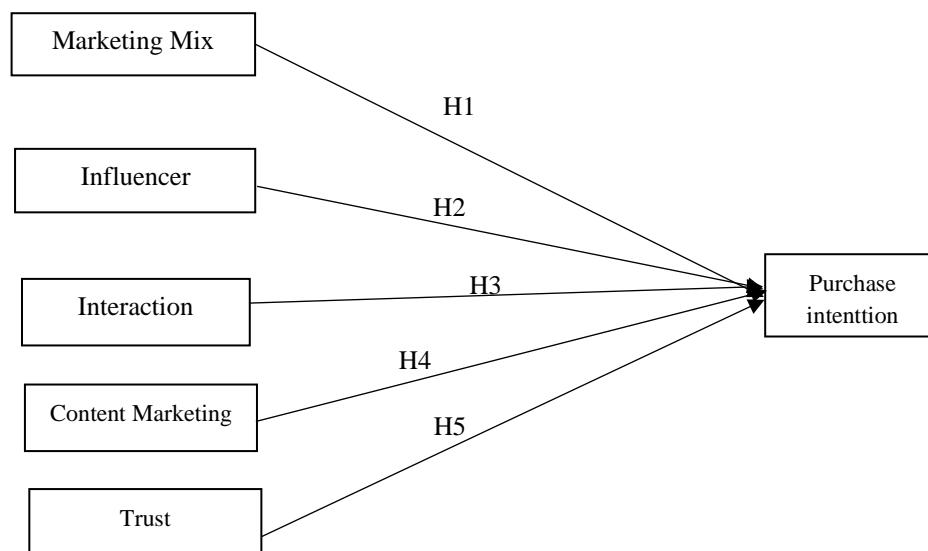 Marketing Mix
H1
Influencer
H2
Interaction
H3
Purchase
intenttion
H4
Content Marketing
H5
Trust